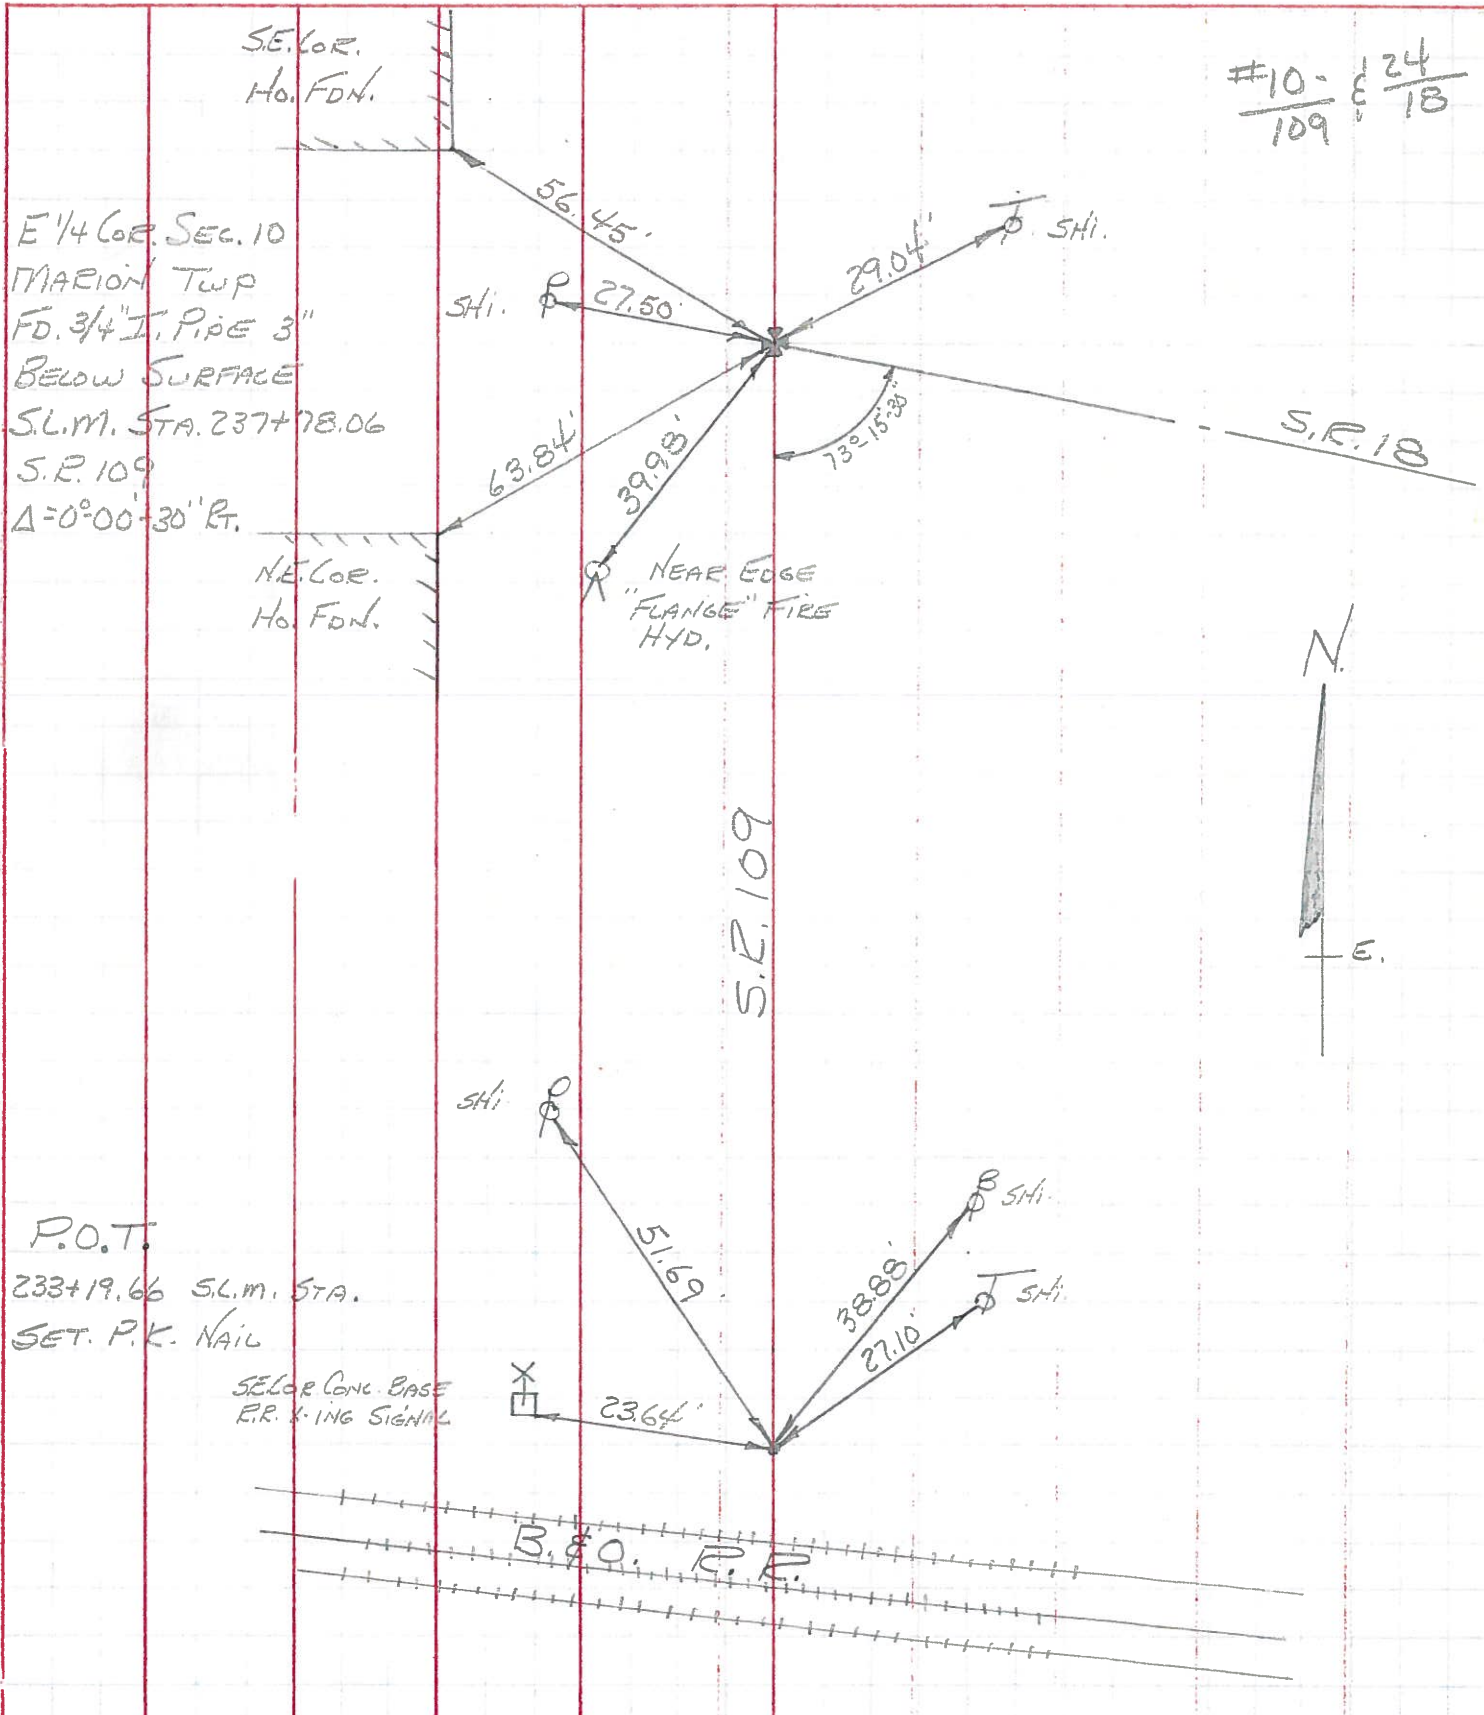 S.E. COR.
HO. FDN.
#10- & 24
109 18
56.45'
SHI.
29.04'
E 1/4 COR. SEC. 10
MARION TWP
FD. 3/4" I. PIPE 3"
BELOW SURFACE
S.L.M. STA. 237+78.06
S.R. 109
Δ=0°00'-30" RT.
SHI.
P
27.50'
T
73°-15'-30"
S.R. 18
63.84'
39.98'
N.E. COR.
HO. FDN.
NEAR EDGE
"FLANGE" FIRE
HYD.
N.
E.
S.R. 109
SHI
P
51.69'
B SHI.
38.88'
T SHI.
27.10'
P.O.T.
233+19.66 S.L.M. STA.
SET. P.K. NAIL
S.E. COR CONC. BASE
R.R. X-ING SIGNAL
X
23.64'
B. & O. R. R.